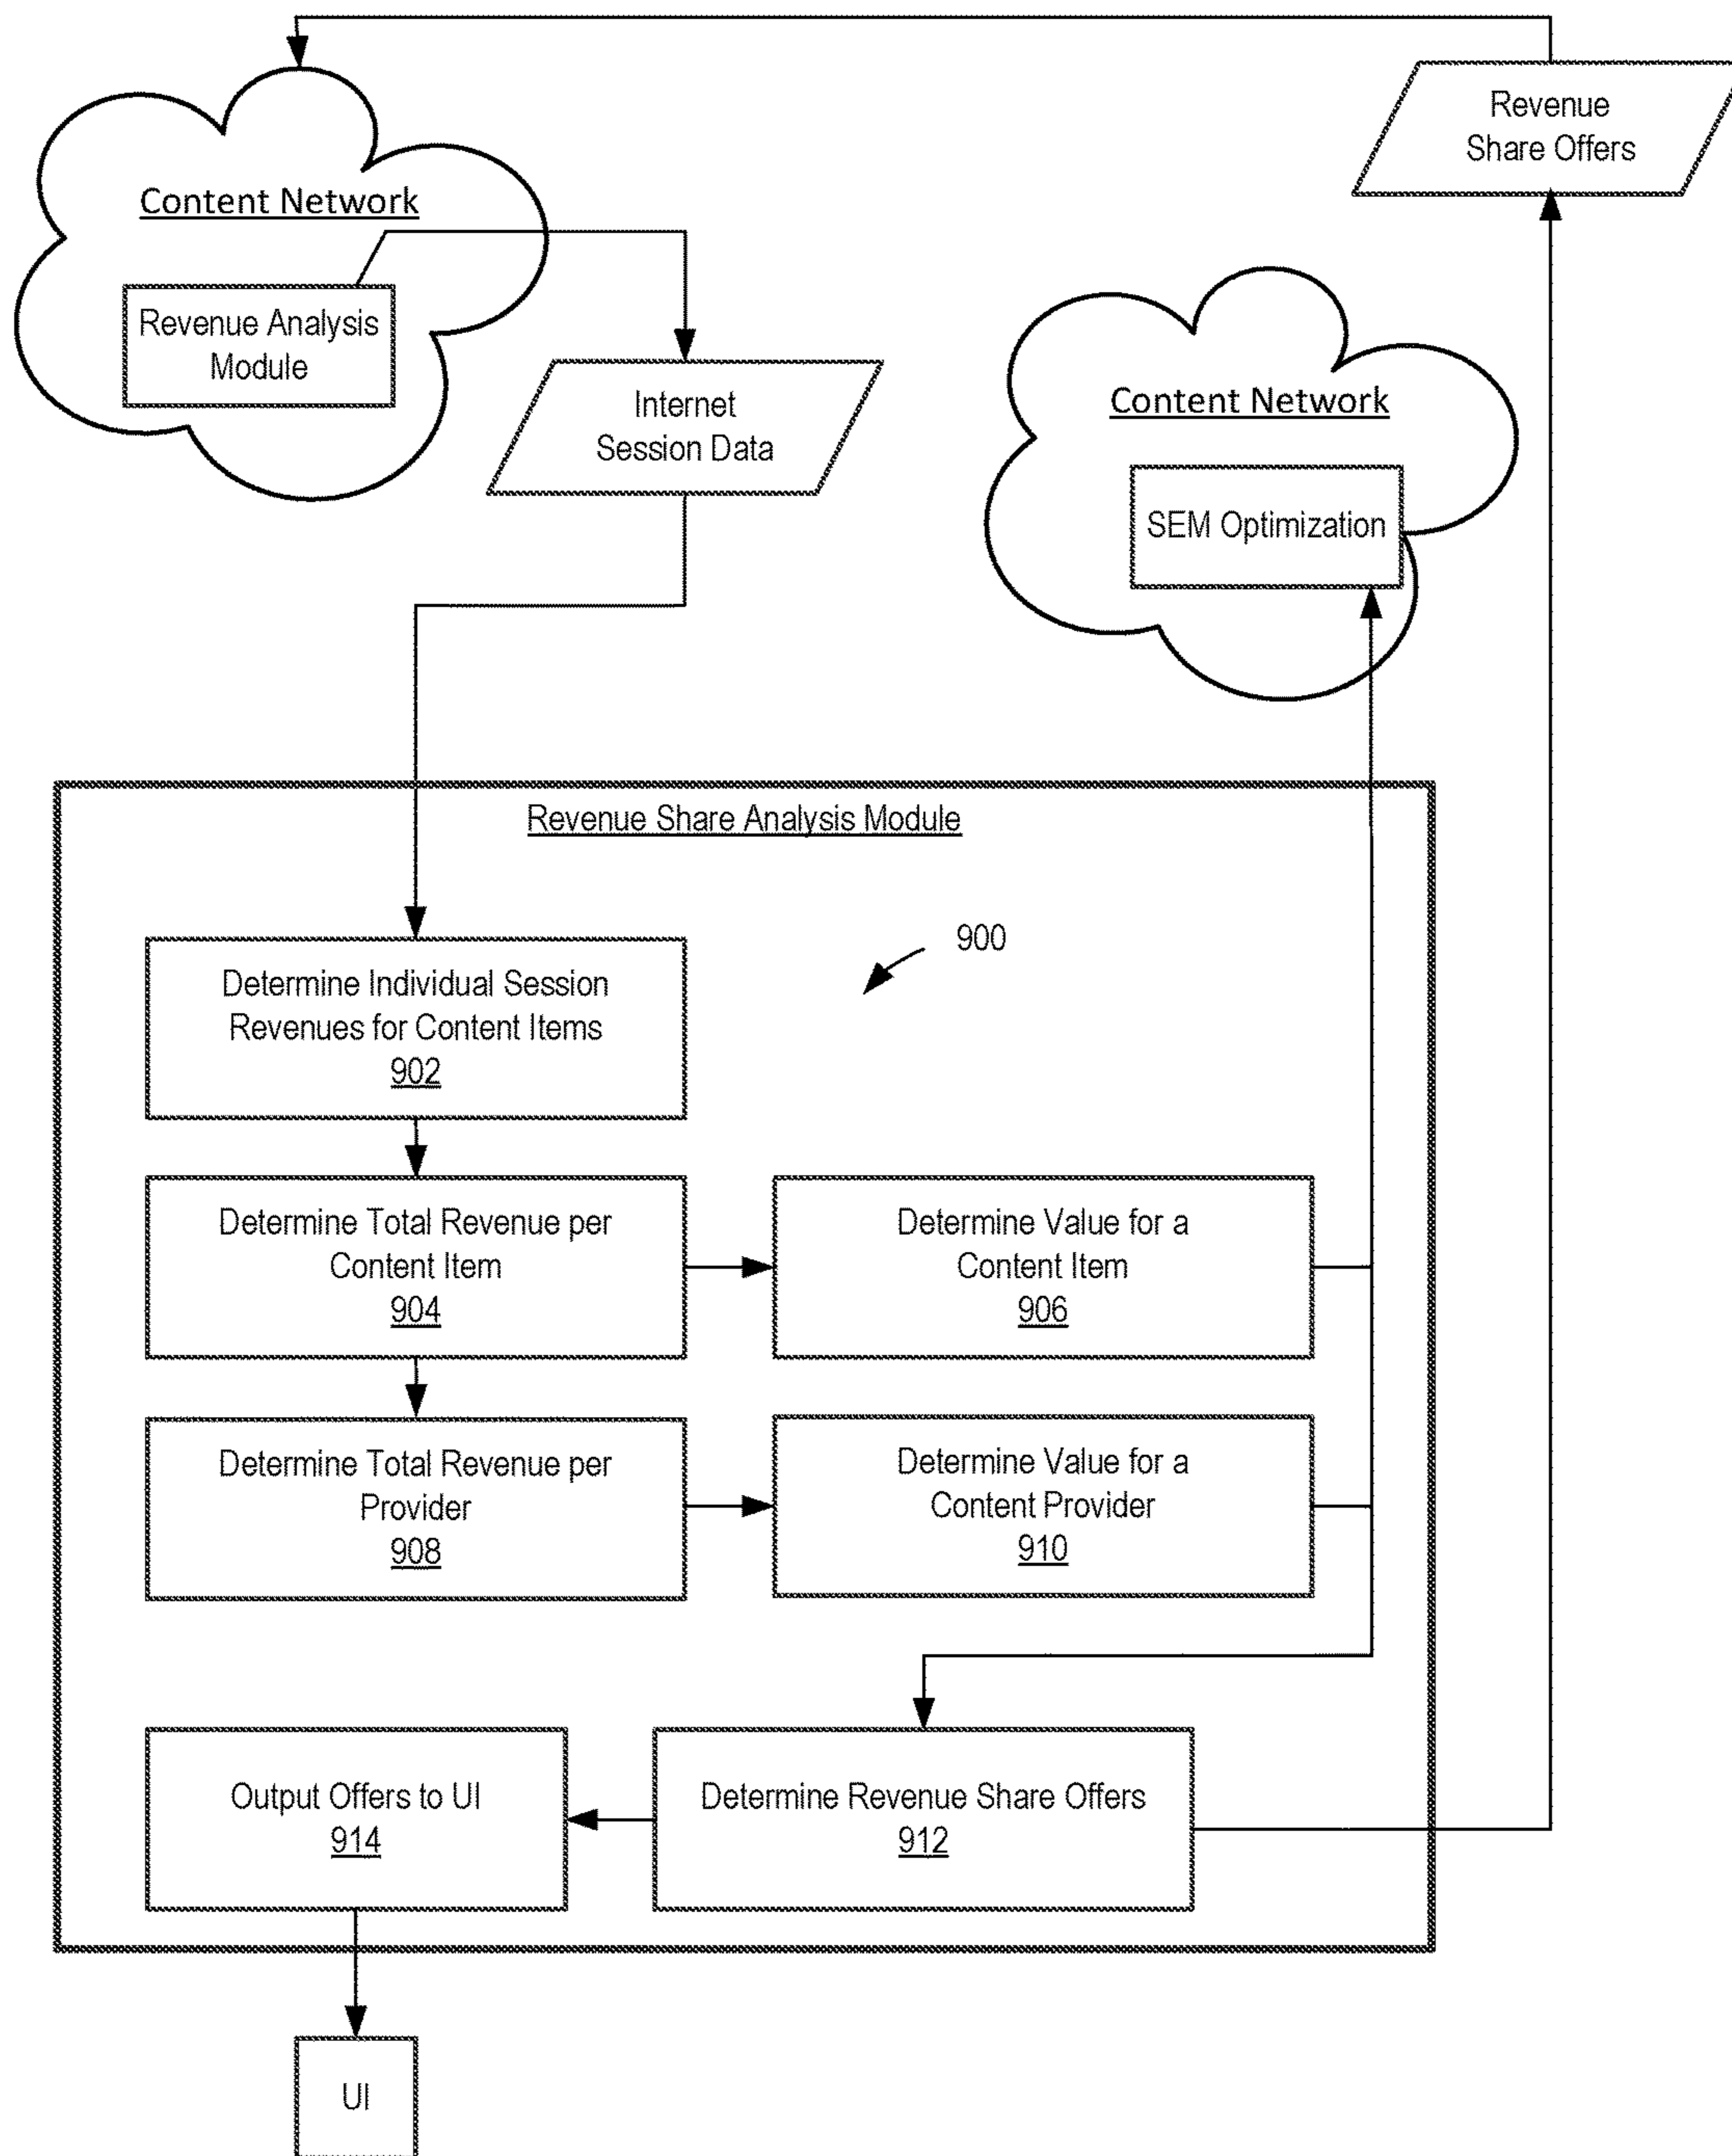 Revenue
Share Offers
Content Network
Revenue Analysis
Module
Internet
Session Data
Content Network
SEM Optimization
Revenue Share Analysis Module
900
Determine Individual Session
Revenues for Content Items
902
Determine Total Revenue per
Content Item
904
Determine Value for a
Content Item
906
Determine Total Revenue per
Provider
908
Determine Value for a
Content Provider
910
Output Offers to UI
914
Determine Revenue Share Offers
912
UI